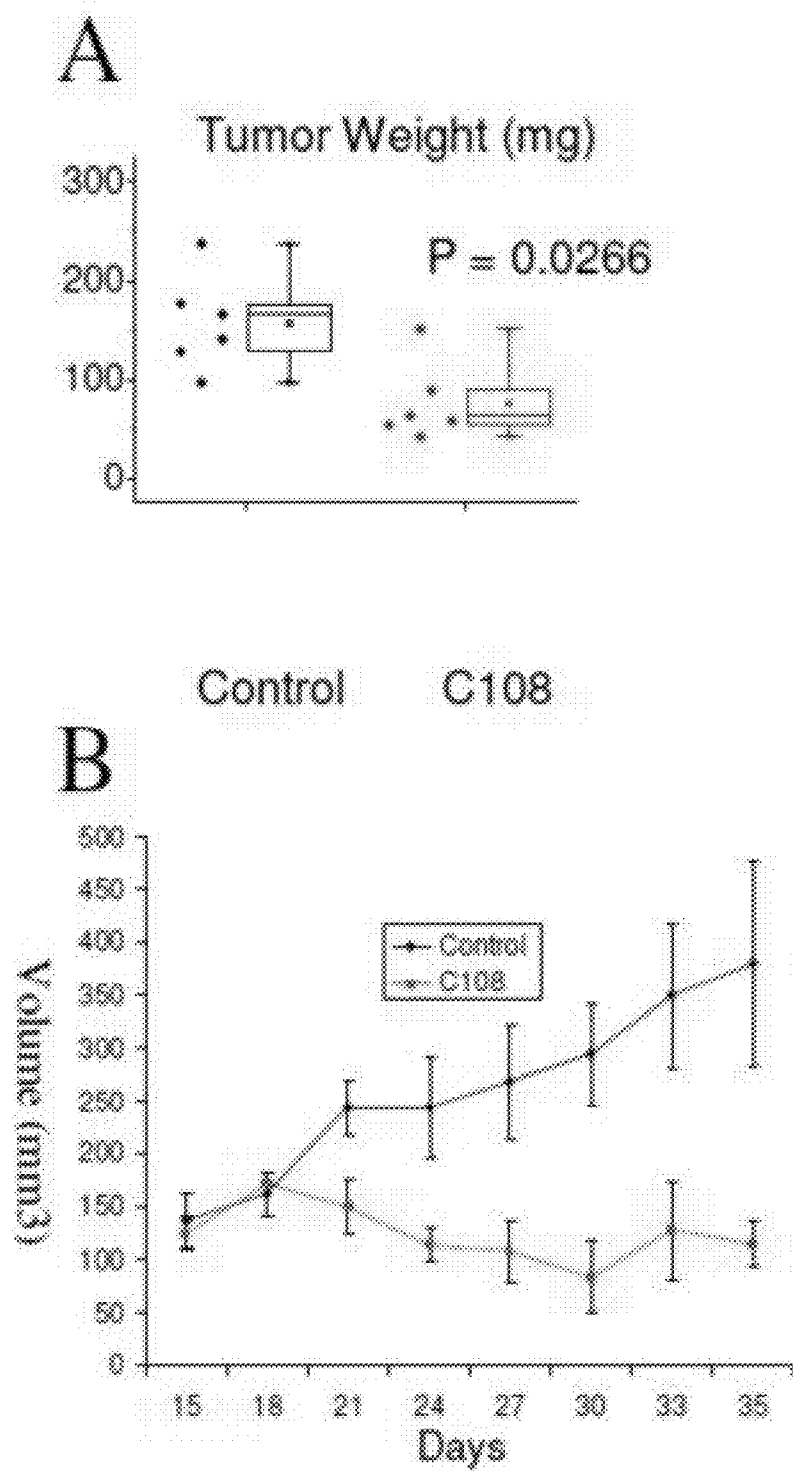 A
Tumor Weight (mg)
300
200
100
0
P = 0.0266
Control C108
B
500
450
400
350
300
250
200
150
100
50
0
Volume (mm3)
Control
C108
15 18 21 24 27 30 33 35
Days